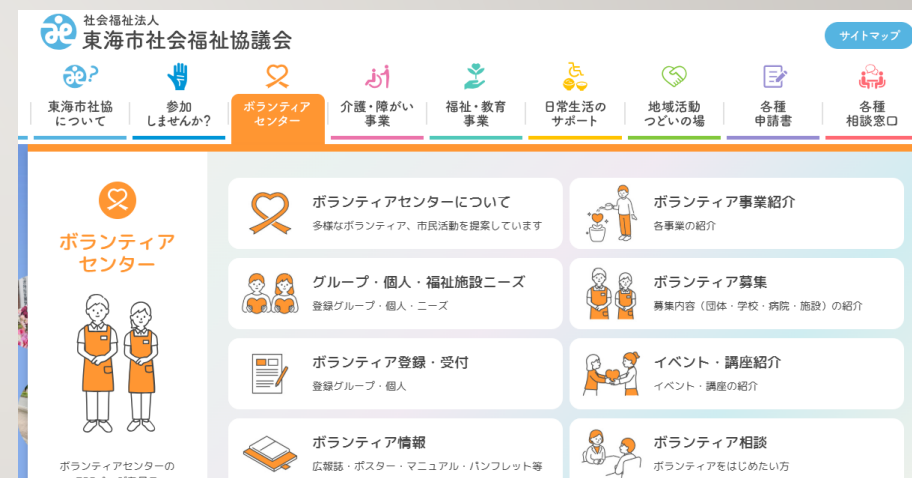 社会福祉法人
東海市社会福祉協議会
サイトマップ
東海市社協
について
参加
しませんか?
ボランティア
センター
介護・障がい
事業
福祉・教育
事業
日常生活の
サポート
地域活動
つどいの場
各種
申請書
各種
相談窓口
ボランティア
センター
ボランティアセンターの
ボランティアセンターについて
多様なボランティア、市民活動を提案しています
ボランティア事業紹介
各事業の紹介
グループ・個人・福祉施設ニーズ
登録グループ・個人・ニーズ
ボランティア募集
募集内容（団体・学校・病院・施設）の紹介
ボランティア登録・受付
登録グループ・個人
イベント・講座紹介
イベント・講座の紹介
ボランティア情報
広報誌・ポスター・マニュアル・パンフレット等
ボランティア相談
ボランティアをはじめたい方